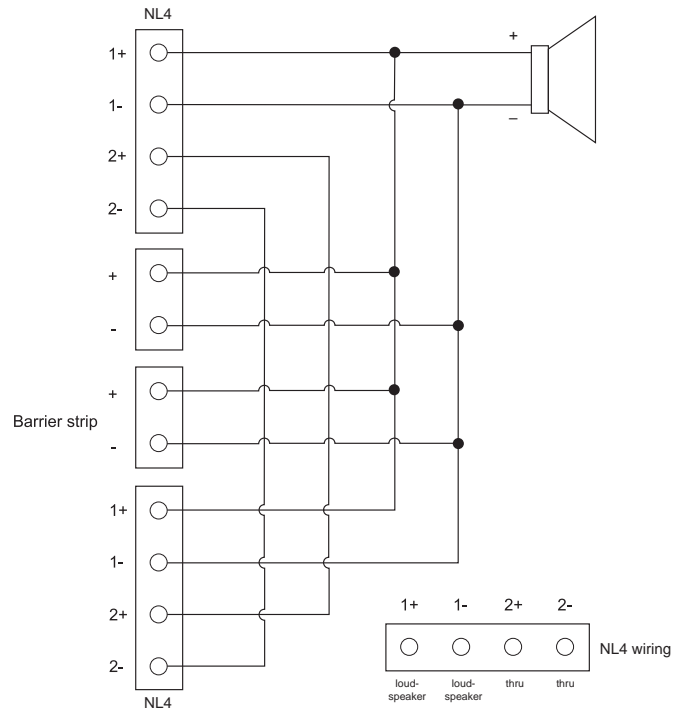 NL4
1+
+
1-
–
2+
2-
+
-
+
Barrier strip
-
1+
1-
2+
2-
NL4
1+ 1- 2+ 2-
NL4 wiring
loud-
speaker
loud-
speaker
thru
thru